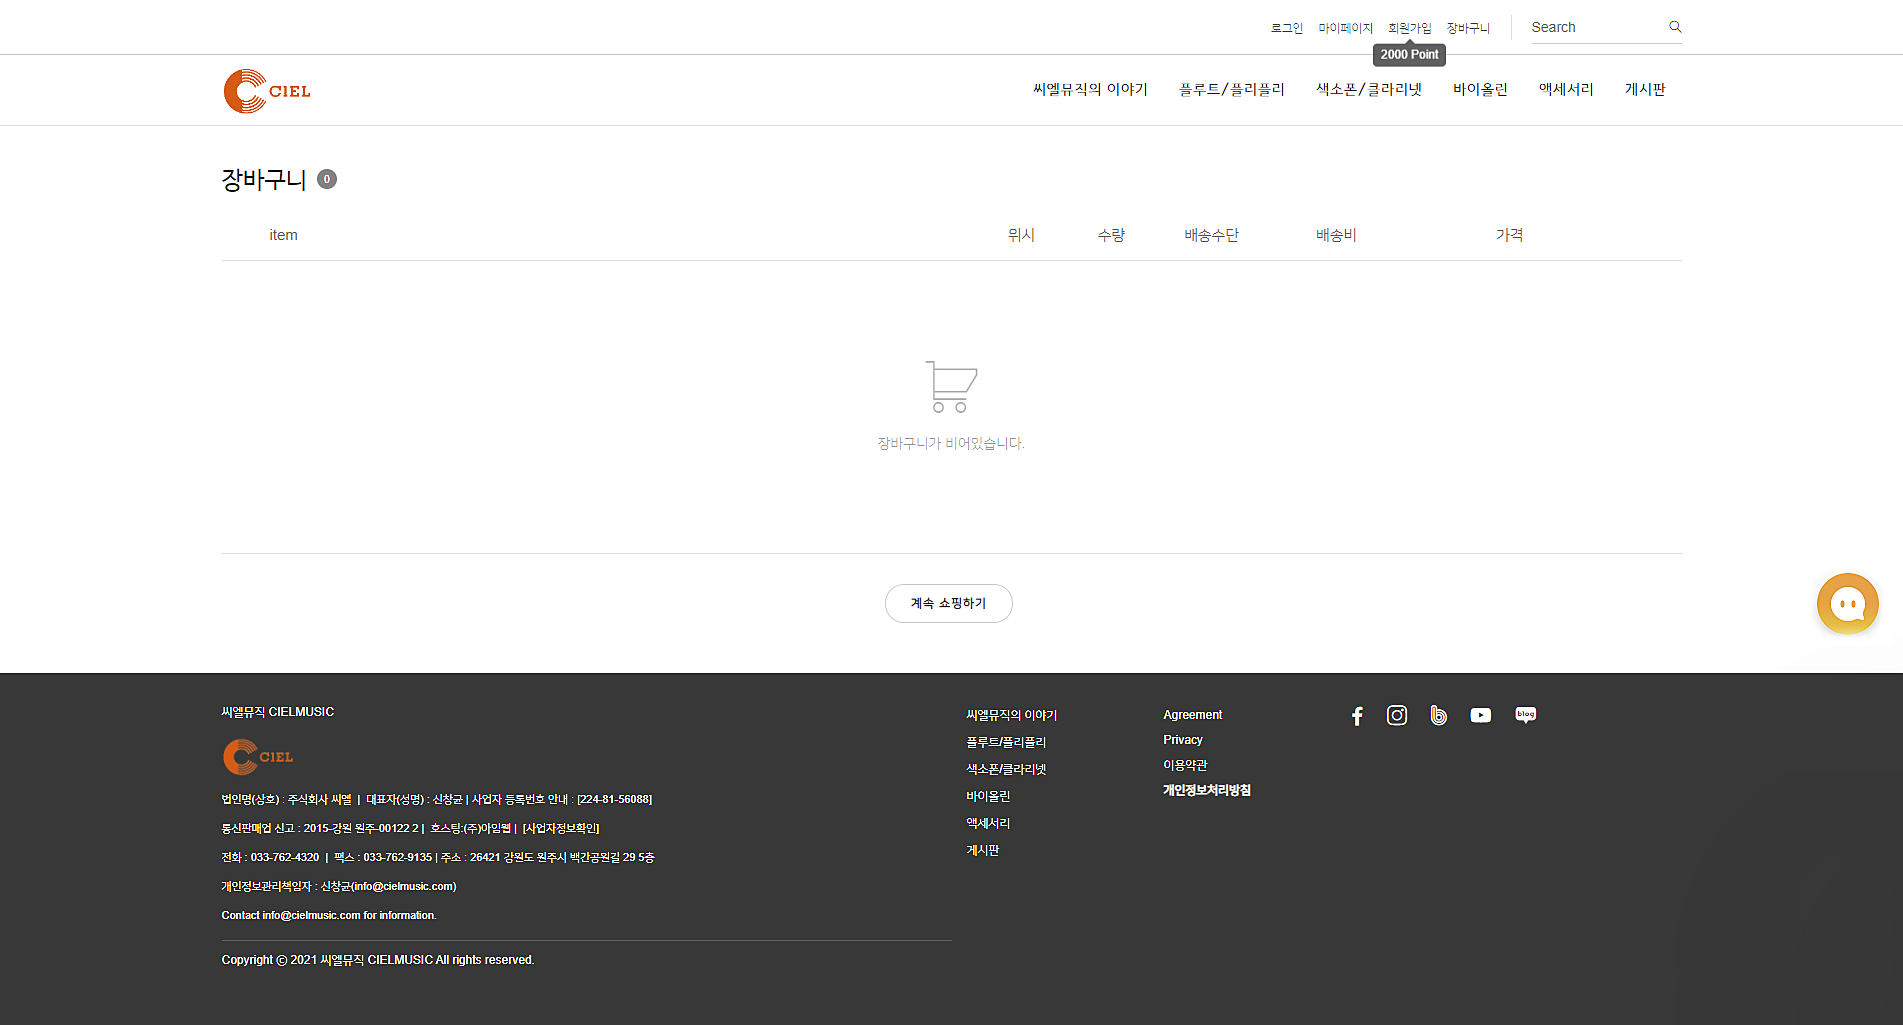 로그인 마이페이지 회원가입 장바구니 Search
2000 Point
CIEL 씨엘뮤직의 이야기 플루트/플리플리 색소폰/클라리넷 바이올린 액세서리 게시판
장바구니 0
item 위시 수량 배송수단 배송비 가격
장바구니가 비어있습니다.
계속 쇼핑하기
씨엘뮤직 CIELMUSIC
CIEL
법인명(상호) : 주식회사 씨엘 | 대표자(성명) : 신창균 | 사업자 등록번호 안내 : [224-81-56088]
통신판매업 신고 : 2015-강원 원주-00122 2 | 호스팅:(주)아임웹 | [사업자정보확인]
전화 : 033-762-4320 | 팩스 : 033-762-9135 | 주소 : 26421 강원도 원주시 백간공원길 29 5층
개인정보관리책임자 : 신창균(info@cielmusic.com)
Contact info@cielmusic.com for information.
Copyright ⓒ 2021 씨엘뮤직 CIELMUSIC All rights reserved.
씨엘뮤직의 이야기
플루트/플리플리
색소폰/클라리넷
바이올린
액세서리
게시판
Agreement
Privacy
이용약관
개인정보처리방침
blog